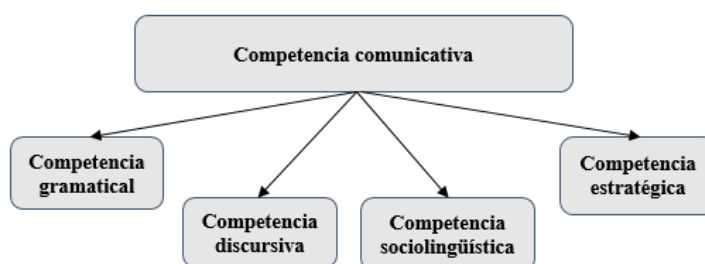 Competencia comunicativa
Competencia
gramatical
Competencia
discursiva
Competencia
sociolingüística
Competencia
estratégica